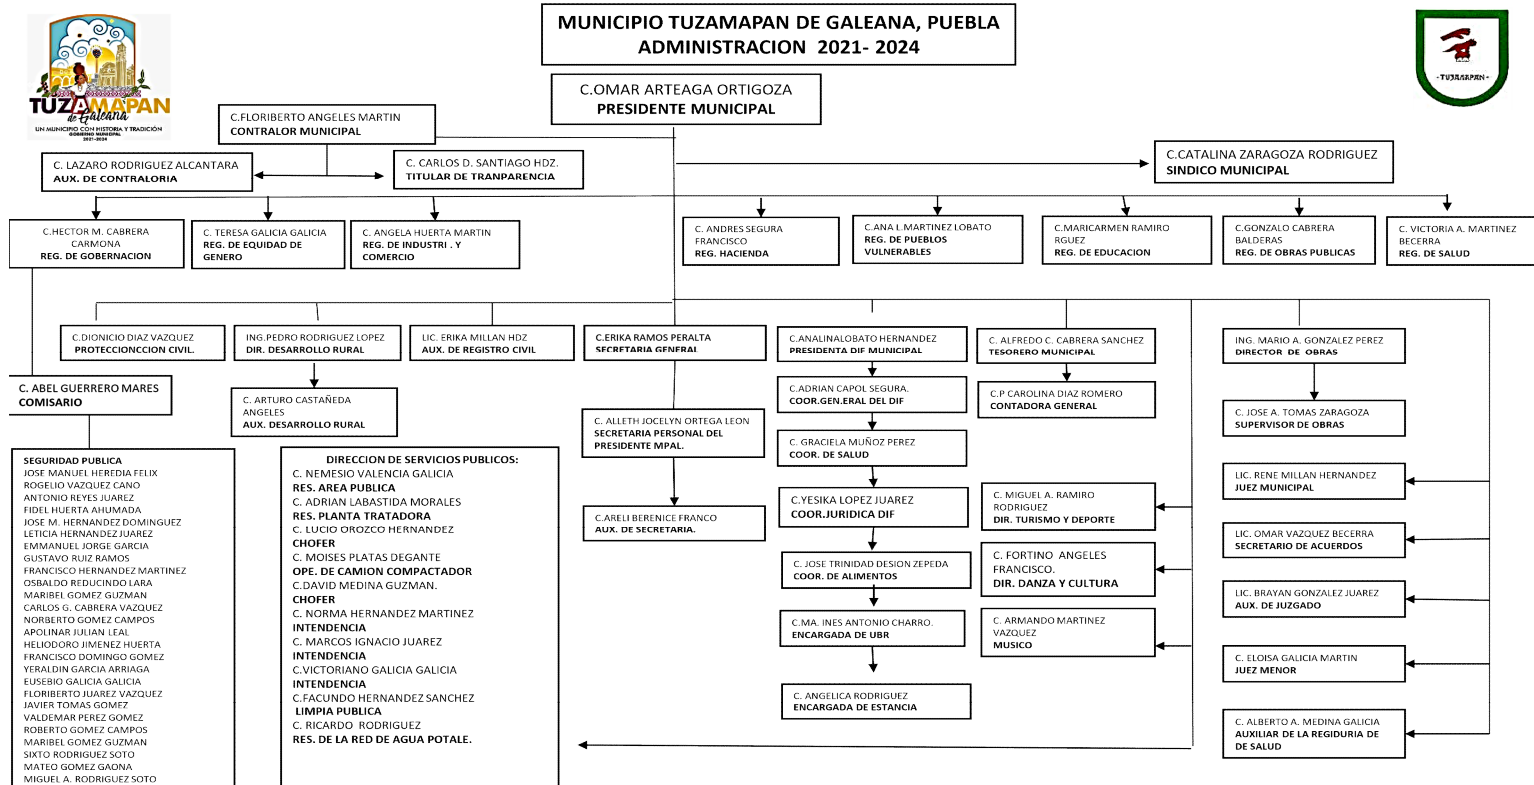 MUNICIPIO TUZAMAPAN DE GALEANA, PUEBLA
ADMINISTRACION 2021- 2024
TUZAMAPAN
de Galeana
UN MUNICIPIO CON HISTORIA Y TRADICIÓN
GOBIERNO MUNICIPAL
2021-2024
- TUZAMAPAN -
C.OMAR ARTEAGA ORTIGOZA
PRESIDENTE MUNICIPAL
C.FLORIBERTO ANGELES MARTIN
CONTRALOR MUNICIPAL
C. LAZARO RODRIGUEZ ALCANTARA
AUX. DE CONTRALORIA
C. CARLOS D. SANTIAGO HDZ.
TITULAR DE TRANPARENCIA
C.CATALINA ZARAGOZA RODRIGUEZ
SINDICO MUNICIPAL
C.HECTOR M. CABRERA
CARMONA
REG. DE GOBERNACION
C. TERESA GALICIA GALICIA
REG. DE EQUIDAD DE
GENERO
C. ANGELA HUERTA MARTIN
REG. DE INDUSTRI . Y
COMERCIO
C. ANDRES SEGURA
FRANCISCO
REG. HACIENDA
C.ANA L.MARTINEZ LOBATO
REG. DE PUEBLOS
VULNERABLES
C.MARICARMEN RAMIRO
RGUEZ
REG. DE EDUCACION
C.GONZALO CABRERA
BALDERAS
REG. DE OBRAS PUBLICAS
C. VICTORIA A. MARTINEZ
BECERRA
REG. DE SALUD
C.DIONICIO DIAZ VAZQUEZ
PROTECCIONCCION CIVIL.
ING.PEDRO RODRIGUEZ LOPEZ
DIR. DESARROLLO RURAL
LIC. ERIKA MILLAN HDZ
AUX. DE REGISTRO CIVIL
C.ERIKA RAMOS PERALTA
SECRETARIA GENERAL
C.ANALINALOBATO HERNANDEZ
PRESIDENTA DIF MUNICIPAL
C. ALFREDO C. CABRERA SANCHEZ
TESORERO MUNICIPAL
ING. MARIO A. GONZALEZ PEREZ
DIRECTOR DE OBRAS
C. ABEL GUERRERO MARES
COMISARIO
C. ARTURO CASTAÑEDA
ANGELES
AUX. DESARROLLO RURAL
C. ALLETH JOCELYN ORTEGA LEON
SECRETARIA PERSONAL DEL
PRESIDENTE MPAL.
C.ARELI BERENICE FRANCO
AUX. DE SECRETARIA.
C.ADRIAN CAPOL SEGURA.
COOR.GEN.ERAL DEL DIF
C. GRACIELA MUÑOZ PEREZ
COOR. DE SALUD
C.YESIKA LOPEZ JUAREZ
COOR.JURIDICA DIF
C. JOSE TRINIDAD DESION ZEPEDA
COOR. DE ALIMENTOS
C.MA. INES ANTONIO CHARRO.
ENCARGADA DE UBR
C. ANGELICA RODRIGUEZ
ENCARGADA DE ESTANCIA
C.P CAROLINA DIAZ ROMERO
CONTADORA GENERAL
C. MIGUEL A. RAMIRO
RODRIGUEZ
DIR. TURISMO Y DEPORTE
C. FORTINO ANGELES
FRANCISCO.
DIR. DANZA Y CULTURA
C. ARMANDO MARTINEZ
VAZQUEZ
MUSICO
C. JOSE A. TOMAS ZARAGOZA
SUPERVISOR DE OBRAS
LIC. RENE MILLAN HERNANDEZ
JUEZ MUNICIPAL
LIC. OMAR VAZQUEZ BECERRA
SECRETARIO DE ACUERDOS
LIC. BRAYAN GONZALEZ JUAREZ
AUX. DE JUZGADO
C. ELOISA GALICIA MARTIN
JUEZ MENOR
C. ALBERTO A. MEDINA GALICIA
AUXILIAR DE LA REGIDURIA DE
DE SALUD
SEGURIDAD PUBLICA
JOSE MANUEL HEREDIA FELIX
ROGELIO VAZQUEZ CANO
ANTONIO REYES JUAREZ
FIDEL HUERTA AHUMADA
JOSE M. HERNANDEZ DOMINGUEZ
LETICIA HERNANDEZ JUAREZ
EMMANUEL JORGE GARCIA
GUSTAVO RUIZ RAMOS
FRANCISCO HERNANDEZ MARTINEZ
OSBALDO REDUCINDO LARA
MARIBEL GOMEZ GUZMAN
CARLOS G. CABRERA VAZQUEZ
NORBERTO GOMEZ CAMPOS
APOLINAR JULIAN LEAL
HELIODORO JIMENEZ HUERTA
FRANCISCO DOMINGO GOMEZ
YERALDIN GARCIA ARRIAGA
EUSEBIO GALICIA GALICIA
FLORIBERTO JUAREZ VAZQUEZ
JAVIER TOMAS GOMEZ
VALDEMAR PEREZ GOMEZ
ROBERTO GOMEZ CAMPOS
MARIBEL GOMEZ GUZMAN
SIXTO RODRIGUEZ SOTO
MATEO GOMEZ GAONA
MIGUEL A. RODRIGUEZ SOTO
DIRECCION DE SERVICIOS PUBLICOS:
C. NEMESIO VALENCIA GALICIA
RES. AREA PUBLICA
C. ADRIAN LABASTIDA MORALES
RES. PLANTA TRATADORA
C. LUCIO OROZCO HERNANDEZ
CHOFER
C. MOISES PLATAS DEGANTE
OPE. DE CAMION COMPACTADOR
C.DAVID MEDINA GUZMAN.
CHOFER
C. NORMA HERNANDEZ MARTINEZ
INTENDENCIA
C. MARCOS IGNACIO JUAREZ
INTENDENCIA
C.VICTORIANO GALICIA GALICIA
INTENDENCIA
C.FACUNDO HERNANDEZ SANCHEZ
LIMPIA PUBLICA
C. RICARDO RODRIGUEZ
RES. DE LA RED DE AGUA POTALE.